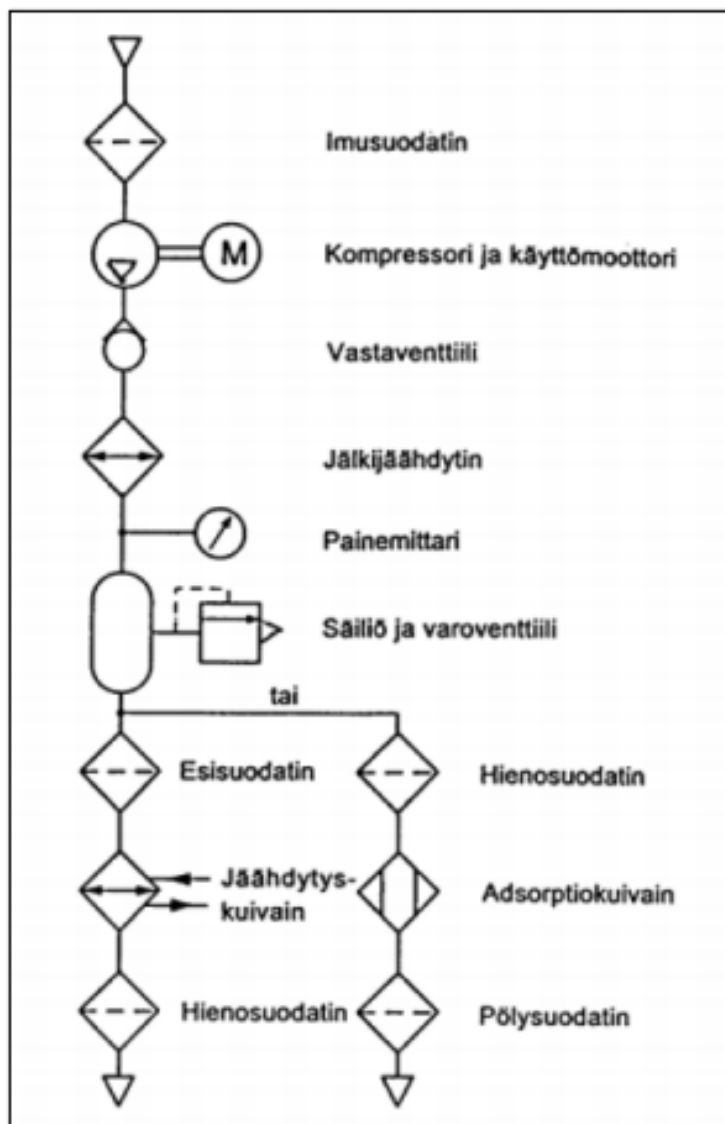 Imusuodatin
M
Kompressori ja käyttömoottori
Vastaventtiili
Jälkijäähdytin
Painemittari
Säiliö ja varoventtiili
tai
Esisuodatin
Hienosuodatin
Jäähdytys-
kuivain
Adsorptiokuivain
Hienosuodatin
Pölysuodatin